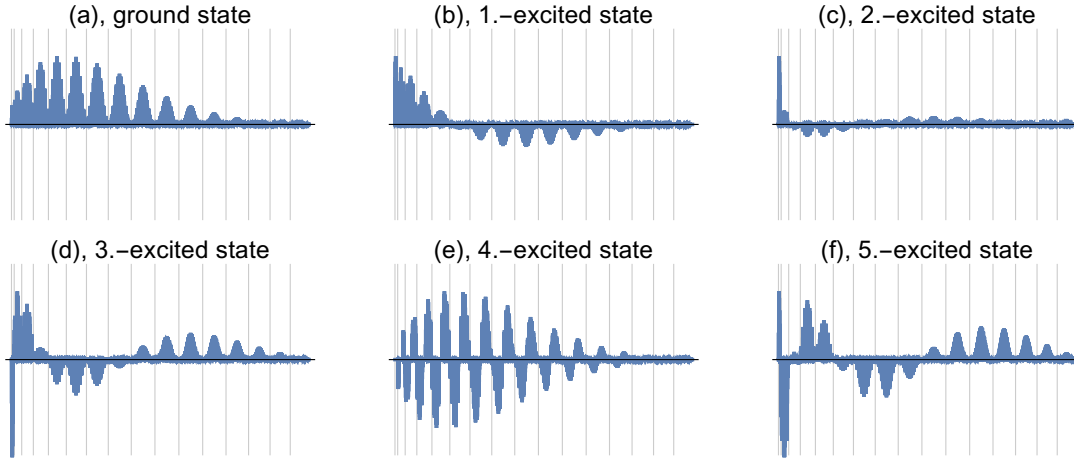 (a), ground state
(b), 1.−excited state
(c), 2.−excited state
(d), 3.−excited state
(e), 4.−excited state
(f), 5.−excited state